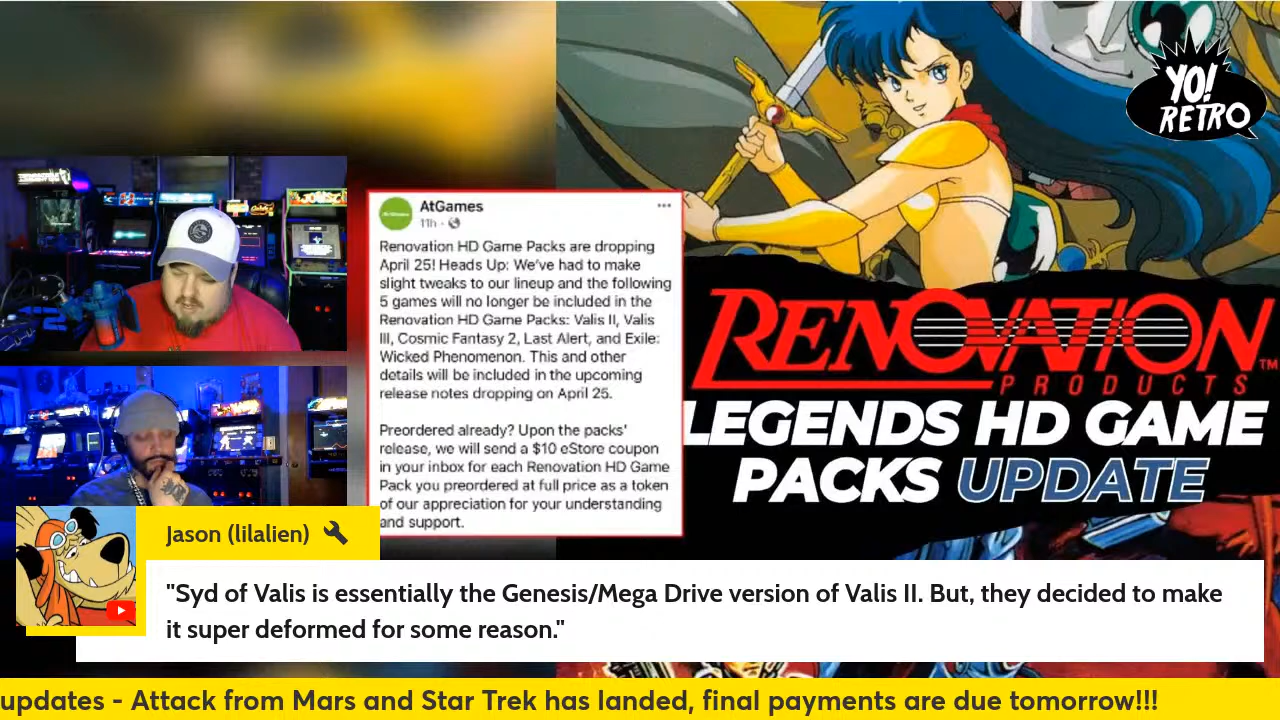 YO!
RETRO
AtGames
11h
Renovation HD Game Packs are dropping
April 25! Heads Up: We've had to make
slight tweaks to our lineup and the following
5 games will no longer be included in the
Renovation HD Game Packs: Valis II, Valis
III, Cosmic Fantasy 2, Last Alert, and Exile:
Wicked Phenomenon. This and other
details will be included in the upcoming
release notes dropping on April 25.
Preordered already? Upon the packs'
release, we will send a $10 eStore coupon
in your inbox for each Renovation HD Game
Pack you preordered at full price as a token
of our appreciation for your understanding
and support.
RENOVATION™
PRODUCTS
LEGENDS HD GAME
PACKS UPDATE
Jason (lilalien)
"Syd of Valis is essentially the Genesis/Mega Drive version of Valis II. But, they decided to make
it super deformed for some reason."
updates - Attack from Mars and Star Trek has landed, final payments are due tomorrow!!!